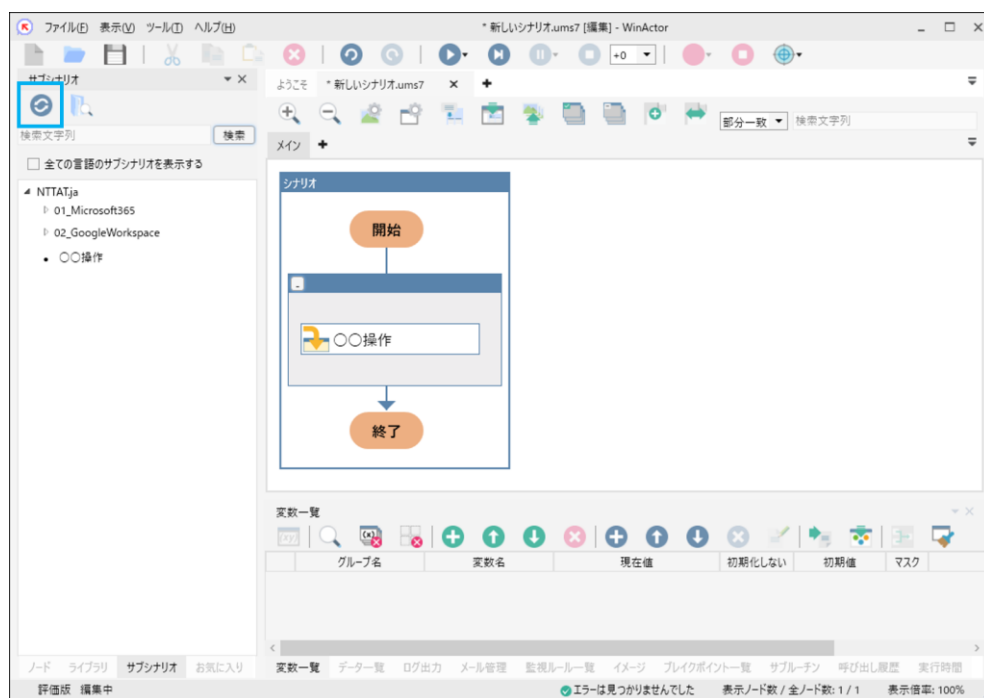 ファイル(F) 表示(V) ツール(T) ヘルプ(H) * 新しいシナリオ.ums7 [編集] - WinActor
+0
サブシナリオ
ようこそ * 新しいシナリオ.ums7
検索文字列 検索
部分一致 検索文字列
メイン
全ての言語のサブシナリオを表示する
NTTAT.ja
01_Microsoft365
02_GoogleWorkspace
〇〇操作
シナリオ
開始
〇〇操作
終了
変数一覧
グループ名 変数名 現在値 初期化しない 初期値 マスク
ノード ライブラリ サブシナリオ お気に入り
変数一覧 データ一覧 ログ出力 メール管理 監視ルール一覧 イメージ ブレイクポイント一覧 サブルーチン 呼び出し履歴 実行時間
評価版 編集中 エラーは見つかりませんでした 表示ノード数 / 全ノード数: 1 / 1 表示倍率: 100%